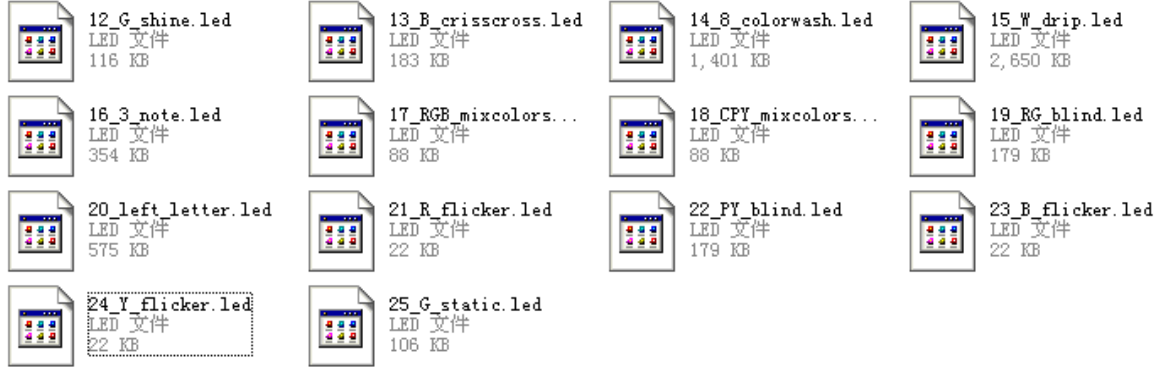 12_G_shine.led
LED 文件
116 KB
13_B_crisscross.led
LED 文件
183 KB
14_8_colorwash.led
LED 文件
1,401 KB
15_W_drip.led
LED 文件
2,650 KB
16_3_note.led
LED 文件
354 KB
17_RGB_mixcolors...
LED 文件
88 KB
18_CPY_mixcolors...
LED 文件
88 KB
19_RG_blind.led
LED 文件
179 KB
20_left_letter.led
LED 文件
575 KB
21_R_flicker.led
LED 文件
22 KB
22_PY_blind.led
LED 文件
179 KB
23_B_flicker.led
LED 文件
22 KB
24_Y_flicker.led
LED 文件
22 KB
25_G_static.led
LED 文件
106 KB